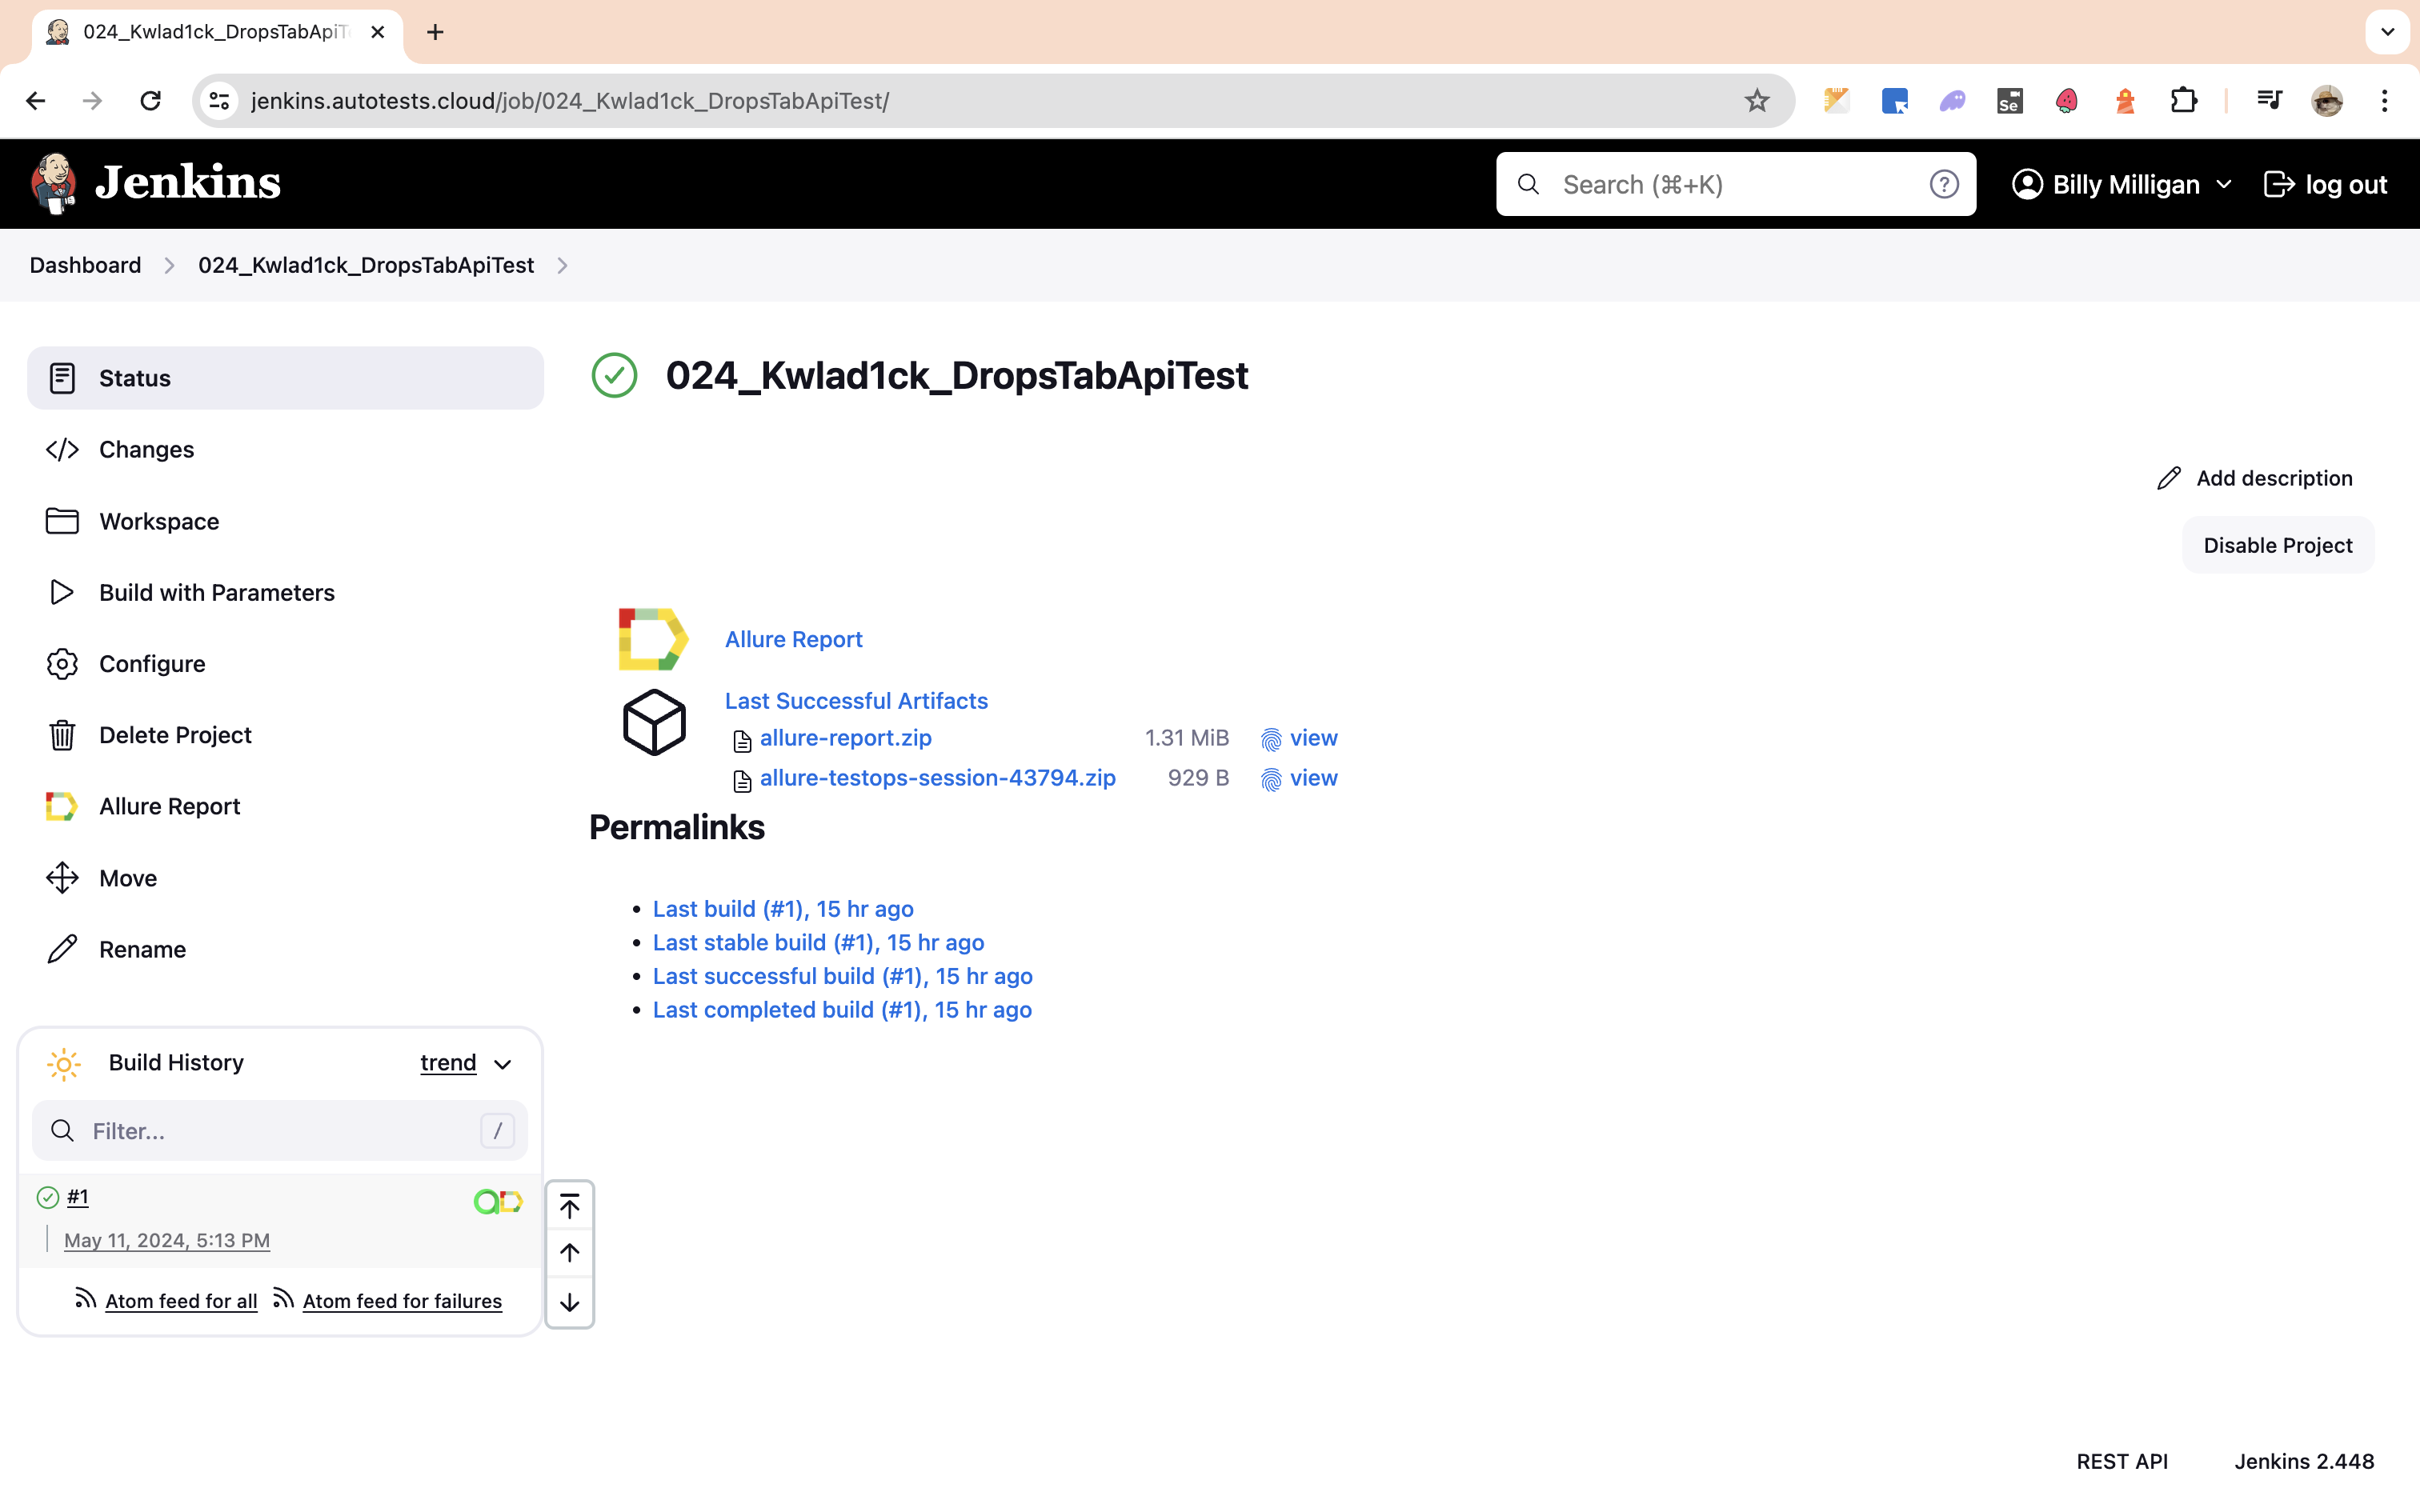 024_Kwlad1ck_DropsTabApiT
jenkins.autotests.cloud/job/024_Kwlad1ck_DropsTabApiTest/
Se
Jenkins
Search (⌘+K)
?
Billy Milligan
log out
Dashboard
024_Kwlad1ck_DropsTabApiTest
Status
Changes
Workspace
Build with Parameters
Configure
Delete Project
Allure Report
Move
Rename
024_Kwlad1ck_DropsTabApiTest
Add description
Disable Project
Allure Report
Last Successful Artifacts
allure-report.zip 1.31 MiB view
allure-testops-session-43794.zip 929 B view
Permalinks
• Last build (#1), 15 hr ago
• Last stable build (#1), 15 hr ago
• Last successful build (#1), 15 hr ago
• Last completed build (#1), 15 hr ago
Build History trend
Filter... /
#1
May 11, 2024, 5:13 PM
Atom feed for all Atom feed for failures
REST API Jenkins 2.448